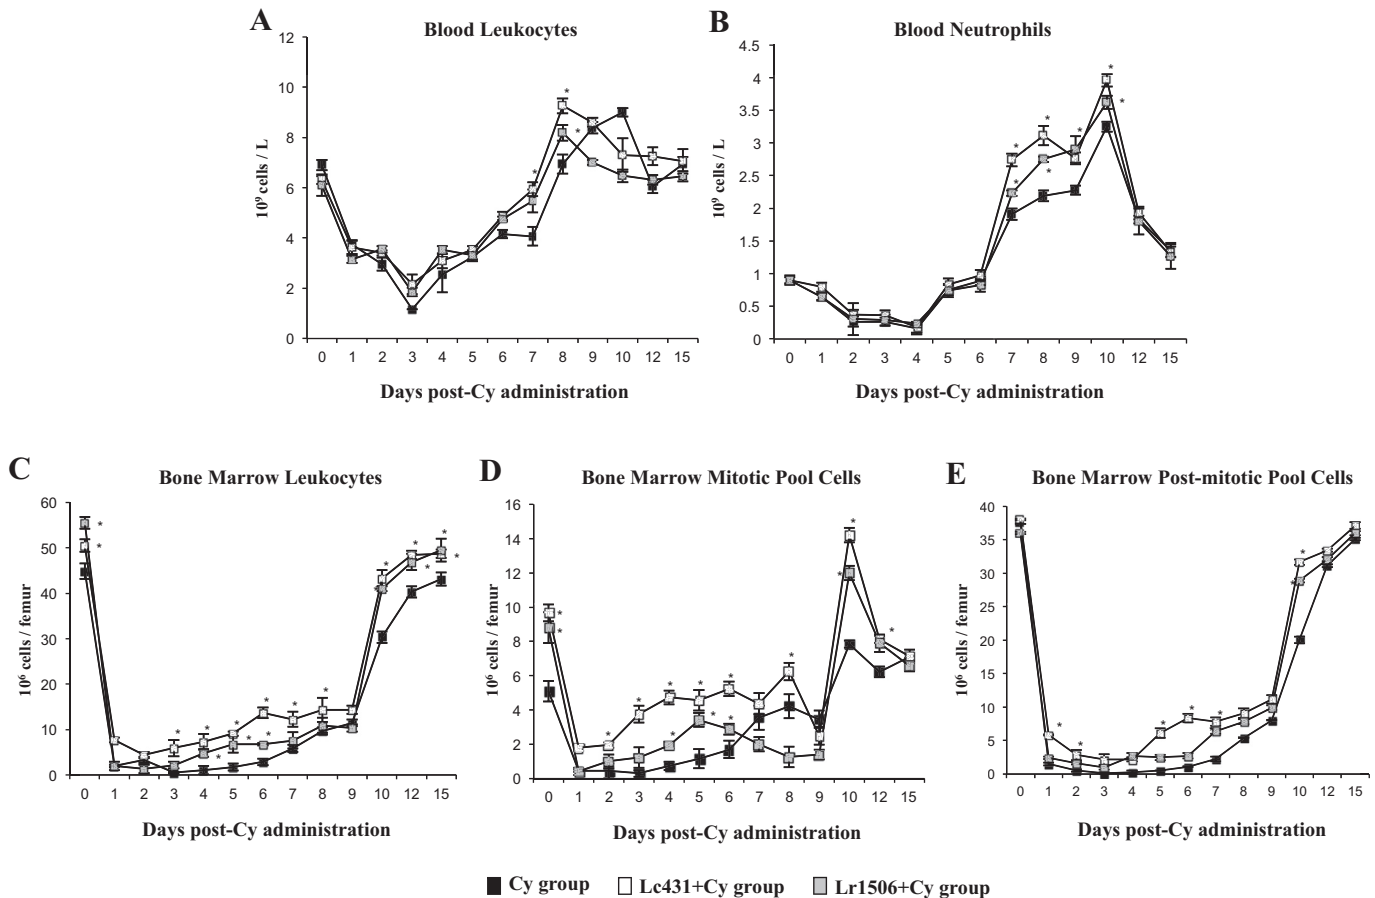 A
Blood Leukocytes
12
10
8
6
4
2
0
10⁹ cells / L
0 1 2 3 4 5 6 7 8 9 10 12 15
Days post-Cy administration
* * *
B
Blood Neutrophils
4.5
4
3.5
3
2.5
2
1.5
1
0.5
0
10⁹ cells / L
0 1 2 3 4 5 6 7 8 9 10 12 15
Days post-Cy administration
* * * * * * *
C
Bone Marrow Leukocytes
60
50
40
30
20
10
0
10⁶ cells / femur
0 1 2 3 4 5 6 7 8 9 10 12 15
Days post-Cy administration
D
Bone Marrow Mitotic Pool Cells
16
14
12
10
8
6
4
2
0
10⁶ cells / femur
0 1 2 3 4 5 6 7 8 9 10 12 15
Days post-Cy administration
E
Bone Marrow Post-mitotic Pool Cells
40
35
30
25
20
15
10
5
0
10⁶ cells / femur
0 1 2 3 4 5 6 7 8 9 10 12 15
Days post-Cy administration
Cy group
Lc431+Cy group
Lr1506+Cy group